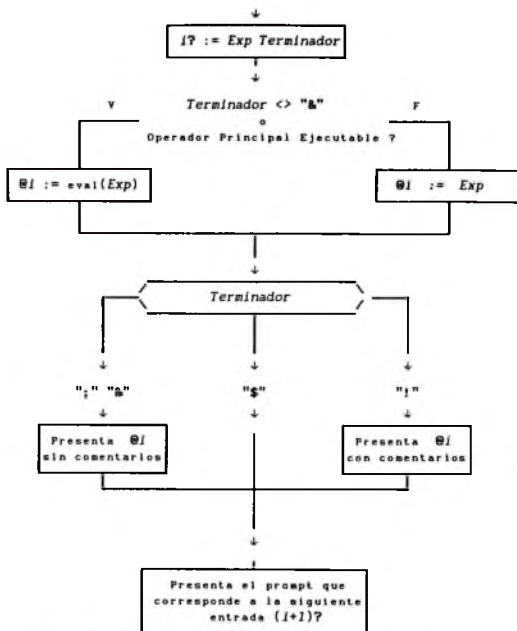 i? := Exp Terminador
V Terminador <> "&" F
o
Operador Principal Ejecutable ?
@i := eval(Exp) @i := Exp
Terminador
";" "&" "$" "!"
Presenta @i Presenta @i
sin comentarios con comentarios
Presenta el prompt que
corresponde a la siguiente
entrada (i+1)?